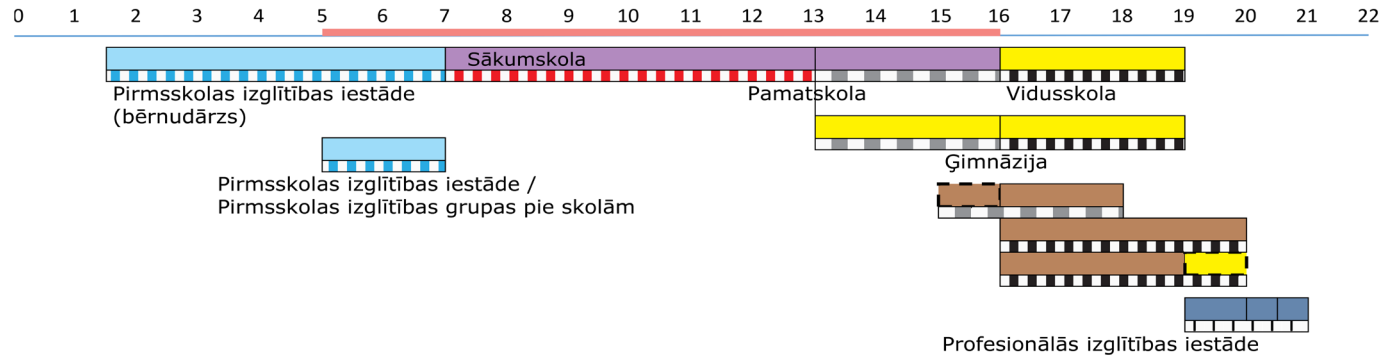 0 1 2 3 4 5 6 7 8 9 10 11 12 13 14 15 16 17 18 19 20 21 22
Sākumskola
Pirmsskolas izglītības iestāde
(bērnudārzs)
Pamatskola
Vidusskola
Ģimnāzija
Pirmsskolas izglītības iestāde /
Pirmsskolas izglītības grupas pie skolām
Profesionālās izglītības iestāde